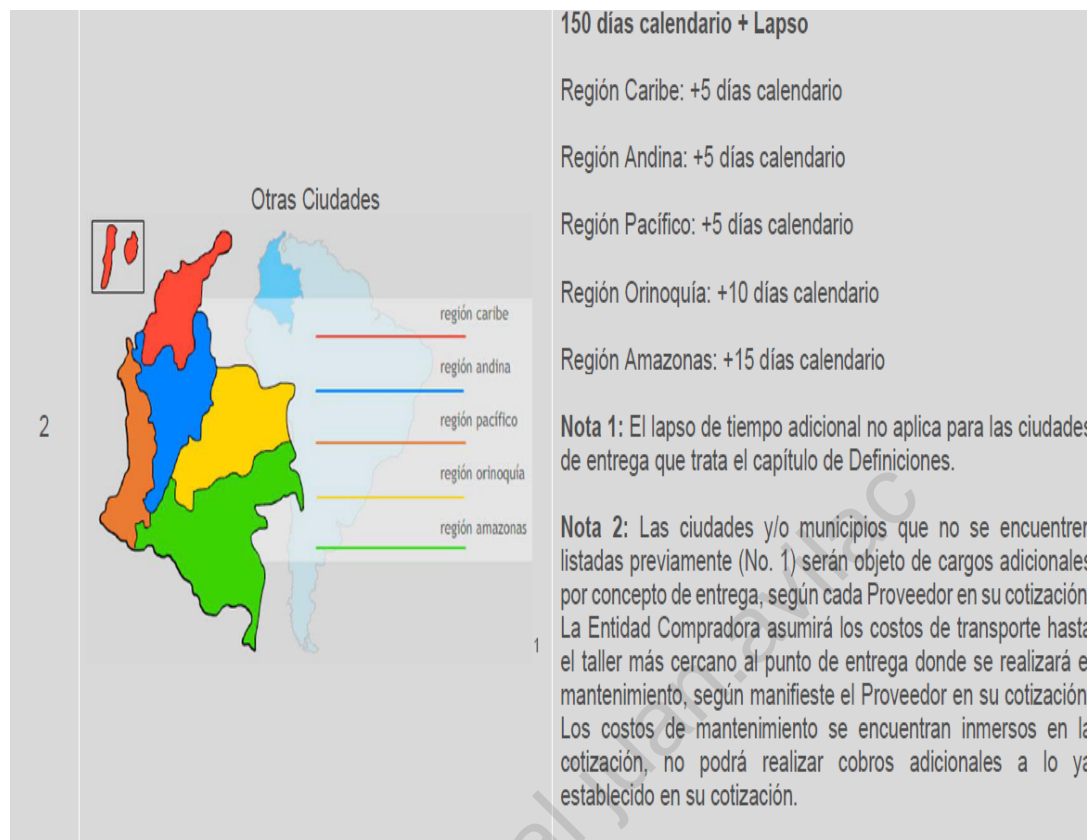 150 días calendario + Lapso
Región Caribe: +5 días calendario
Región Andina: +5 días calendario
Otras Ciudades
Región Pacífico: +5 días calendario
Región Orinoquía: +10 días calendario
Región Amazonas: +15 días calendario
región caribe
región andina
región pacífico
región orinoquía
región amazonas
2
1
Nota 1: El lapso de tiempo adicional no aplica para las ciudades
de entrega que trata el capítulo de Definiciones.
Nota 2: Las ciudades y/o municipios que no se encuentren
listadas previamente (No. 1) serán objeto de cargos adicionales
por concepto de entrega, según cada Proveedor en su cotización
La Entidad Compradora asumirá los costos de transporte hasta
el taller más cercano al punto de entrega donde se realizará e
mantenimiento, según manifieste el Proveedor en su cotización
Los costos de mantenimiento se encuentran inmersos en la
cotización, no podrá realizar cobros adicionales a lo ya
establecido en su cotización.
al juan.avilac